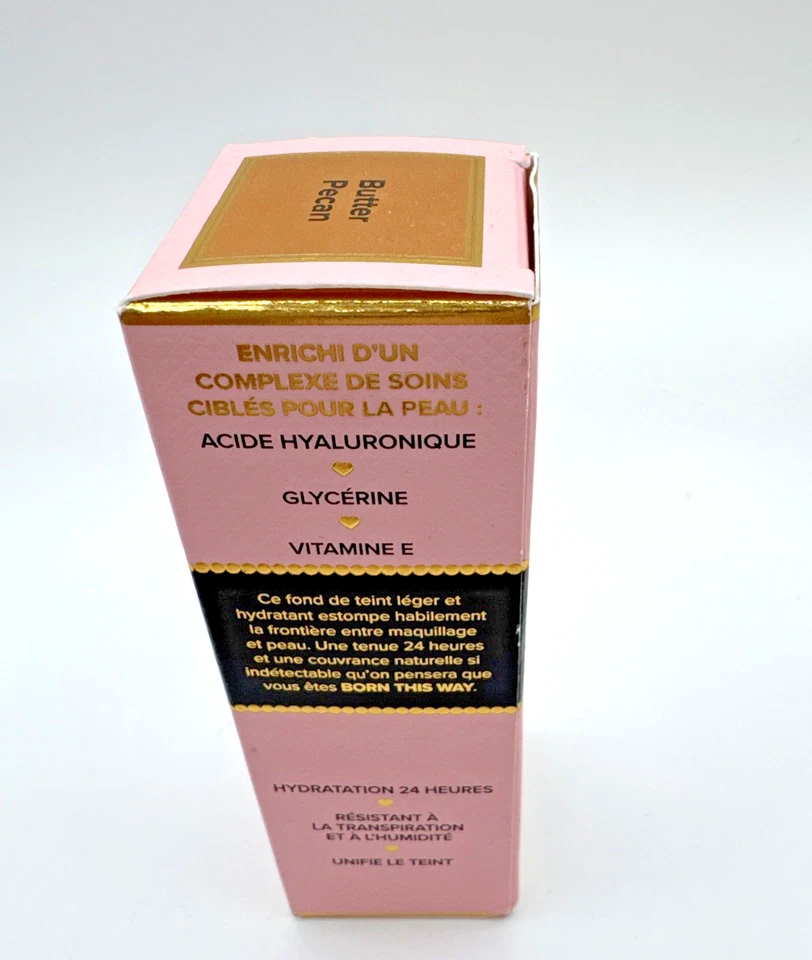 Butter
Pecan
ENRICHI D'UN
COMPLEXE DE SOINS
CIBLÉS POUR LA PEAU :
ACIDE HYALURONIQUE
GLYCÉRINE
VITAMINE E
Ce fond de teint léger et
hydratant estompe habilement
la frontière entre maquillage
et peau. Une tenue 24 heures
et une couvrance naturelle si
indétectable qu'on pensera que
vous êtes BORN THIS WAY.
HYDRATATION 24 HEURES
RÉSISTANT À
LA TRANSPIRATION
ET À L'HUMIDITÉ
UNIFIE LE TEINT